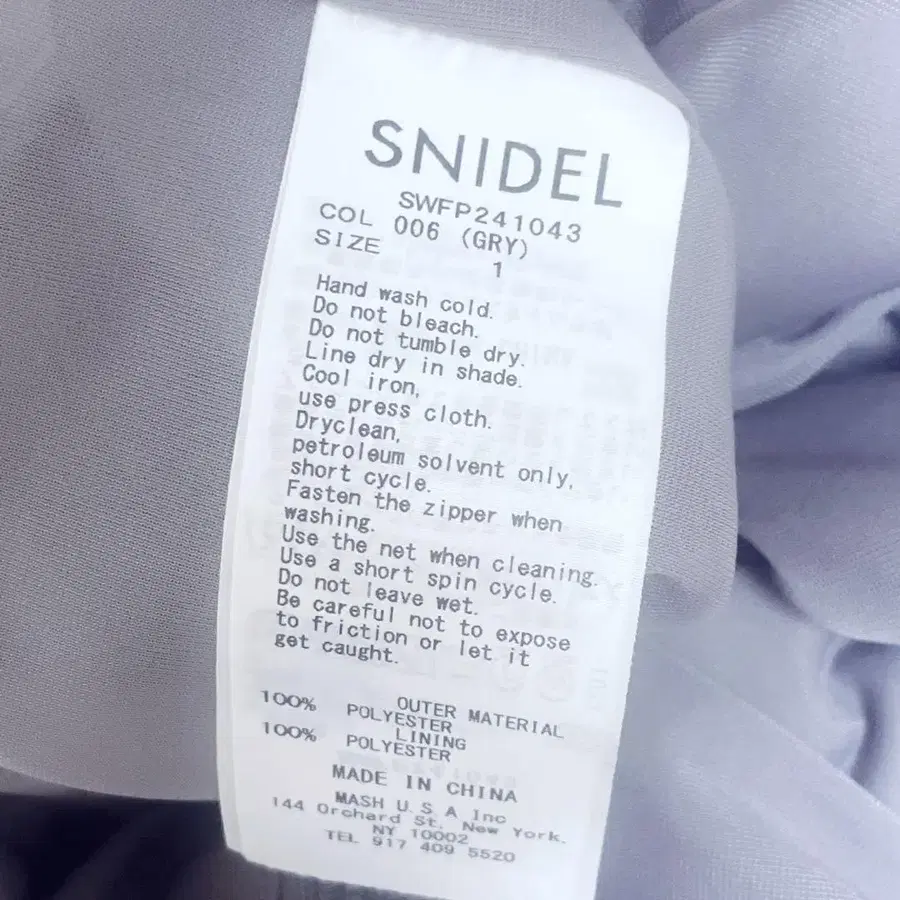 SNIDEL
SWFP241043
COL 006 (GRY)
SIZE 1
Hand wash cold.
Do not bleach.
Do not tumble dry.
Line dry in shade.
Cool iron,
use press cloth.
Dryclean,
petroleum solvent only,
short cycle.
Fasten the zipper when
washing.
Use the net when cleaning.
Use a short spin cycle.
Do not leave wet.
Be careful not to expose
to friction or let it
get caught.
OUTER MATERIAL
100% POLYESTER
LINING
100% POLYESTER
MADE IN CHINA
MASH U.S.A Inc
144 Orchard St. New York.
NY 10002
TEL 917 409 5520